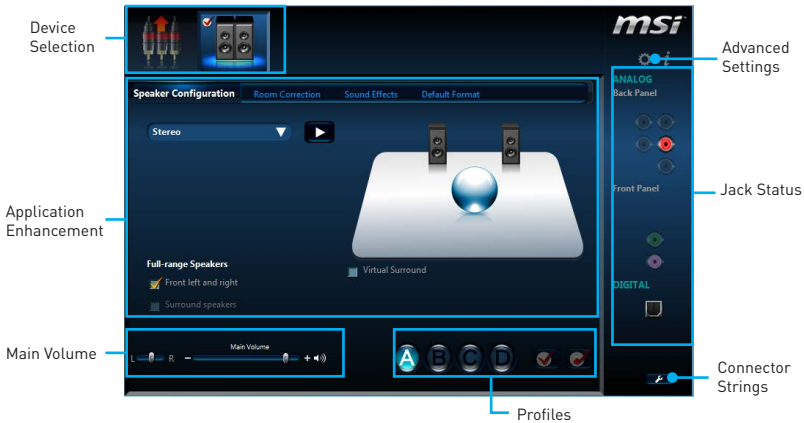 Device
Selection
msi
Advanced
Settings
ANALOG
Back Panel
Speaker Configuration Room Correction Sound Effects Default Format
Stereo
Jack Status
Front Panel
Application
Enhancement
Full-range Speakers
Front left and right
Virtual Surround
Surround speakers
DIGITAL
Main Volume
Main Volume
L R - +
A B C D
Connector
Strings
Profiles